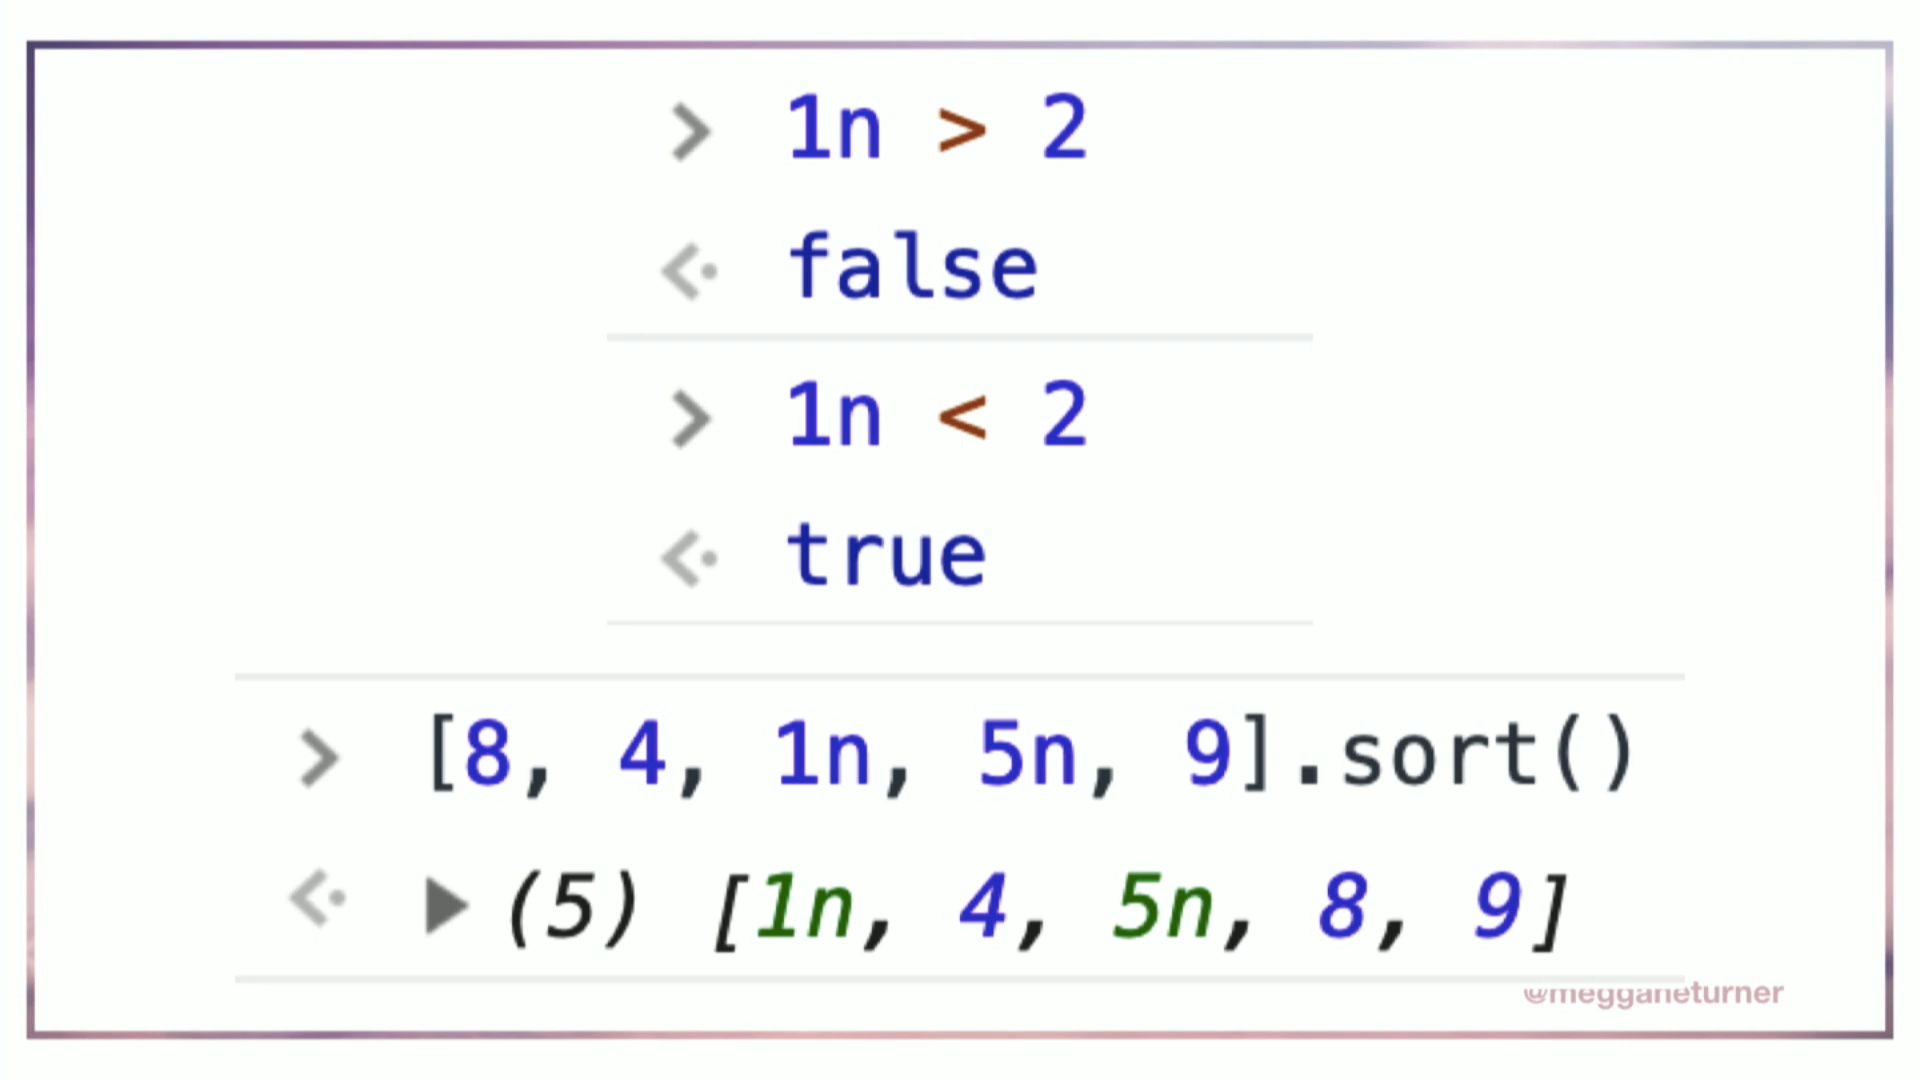 > 1n > 2
< false
> 1n < 2
< true
> [8, 4, 1n, 5n, 9].sort()
< ▶ (5) [1n, 4, 5n, 8, 9]
@megganeturner